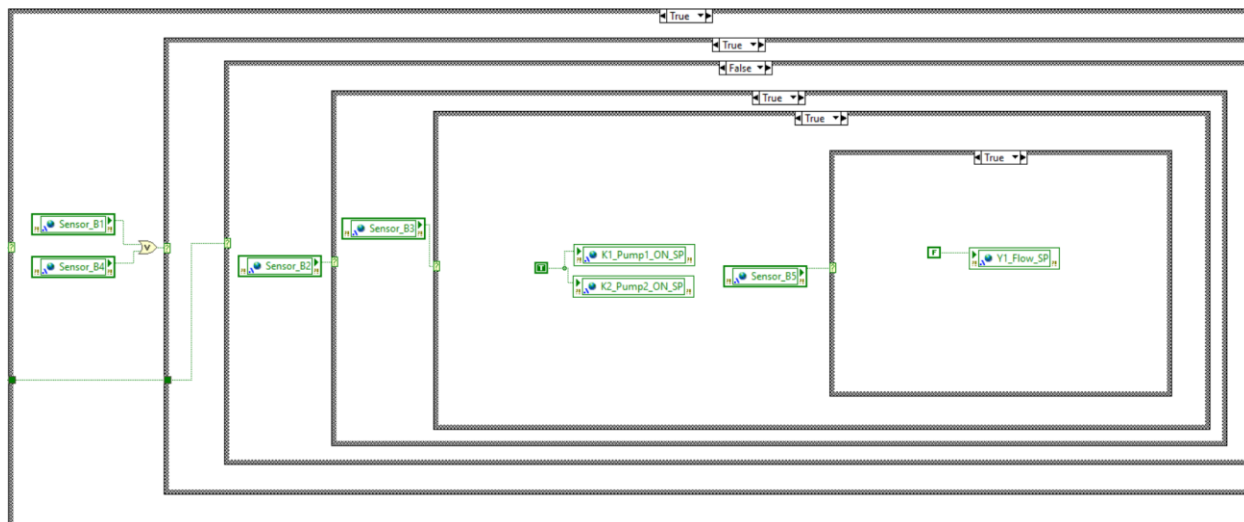 True
True
False
True
True
True
Sensor_B1
Sensor_B3
Sensor_B4
V
Sensor_B2
K1_Pump1_ON_SP
F
Y1_Flow_SP
T
Sensor_B5
K2_Pump2_ON_SP